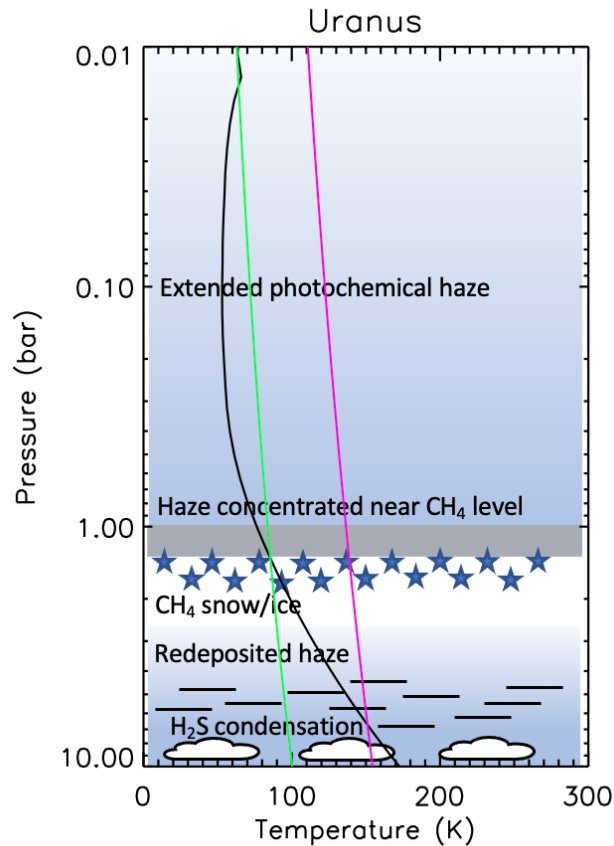 Uranus
0.01
0.10
1.00
10.00
Pressure (bar)
Extended photochemical haze
Haze concentrated near CH₄ level
CH₄ snow/ice
Redeposited haze
H₂S condensation
0 100 200 300
Temperature (K)